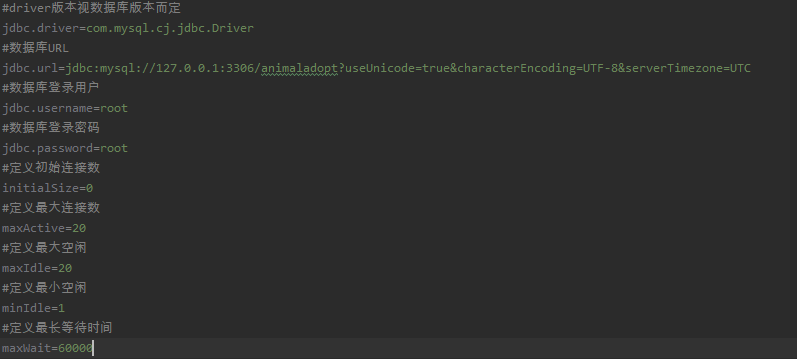 #driver版本视数据库版本而定
jdbc.driver=com.mysql.cj.jdbc.Driver
#数据库URL
jdbc.url=jdbc:mysql://127.0.0.1:3306/animaladopt?useUnicode=true&characterEncoding=UTF-8&serverTimezone=UTC
#数据库登录用户
jdbc.username=root
#数据库登录密码
jdbc.password=root
#定义初始连接数
initialSize=0
#定义最大连接数
maxActive=20
#定义最大空闲
maxIdle=20
#定义最小空闲
minIdle=1
#定义最长等待时间
maxWait=60000